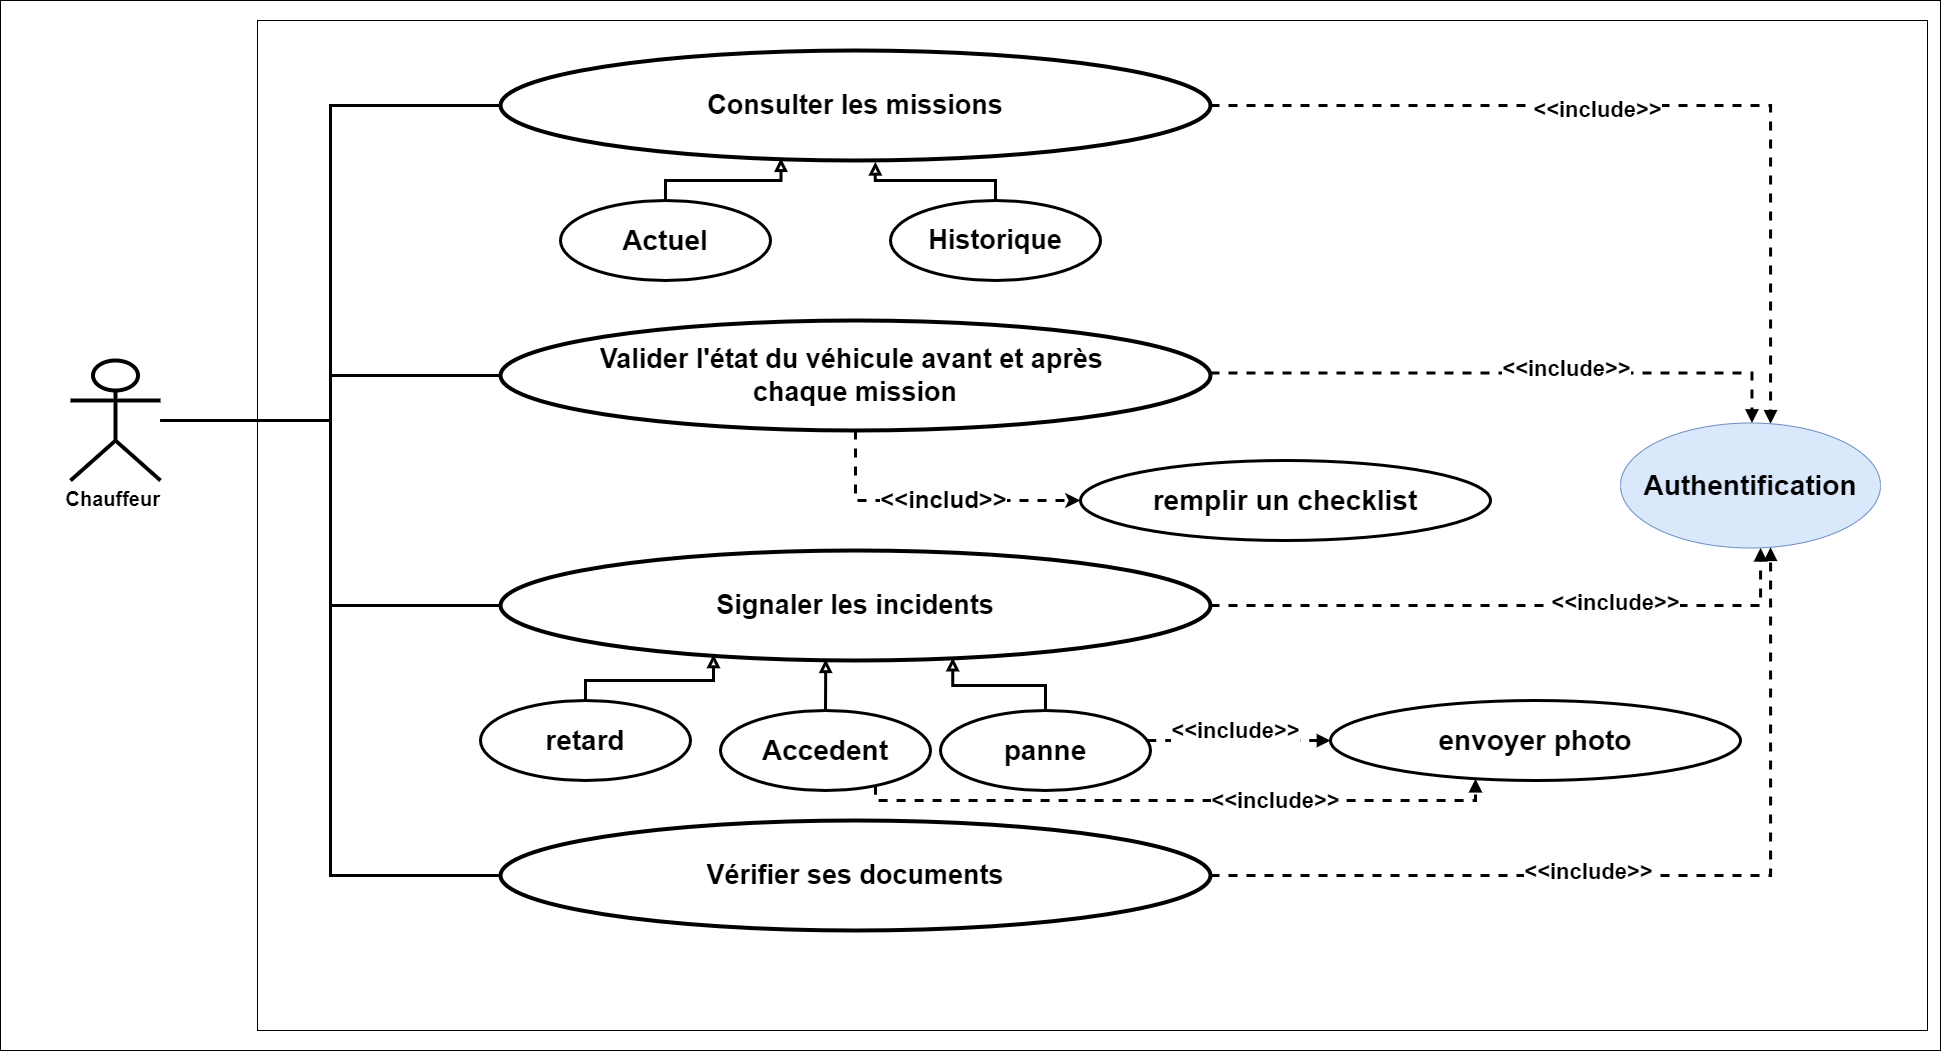 Consulter les missions
<<include>>
Actuel
Historique
Valider l'état du véhicule avant et après
chaque mission
<<include>>
Chauffeur
<<includ>>
remplir un checklist
Authentification
Signaler les incidents
<<include>>
retard
Accedent
panne
<<include>>
envoyer photo
<<include>>
Vérifier ses documents
<<include>>